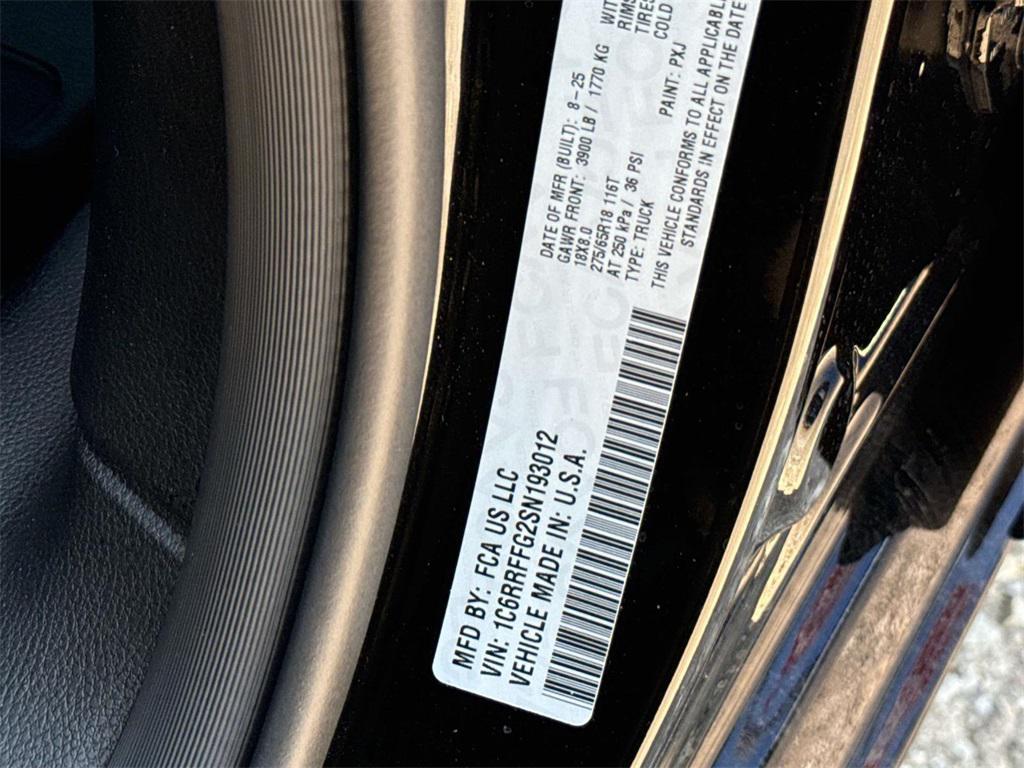 MFD BY: FCA US LLC
VIN: 1C6RRFFG2SN193012
VEHICLE MADE IN: U.S.A.
DATE OF MFR (BUILT): 8-25
GAWR FRONT: 3900 LB / 1770 KG WIT
18X8.0 RIMS
275/65R18 116T TIRES
AT 250 kPa / 36 PSI COLD
TYPE: TRUCK PAINT: PXJ
THIS VEHICLE CONFORMS TO ALL APPLICABL
STANDARDS IN EFFECT ON THE DATE